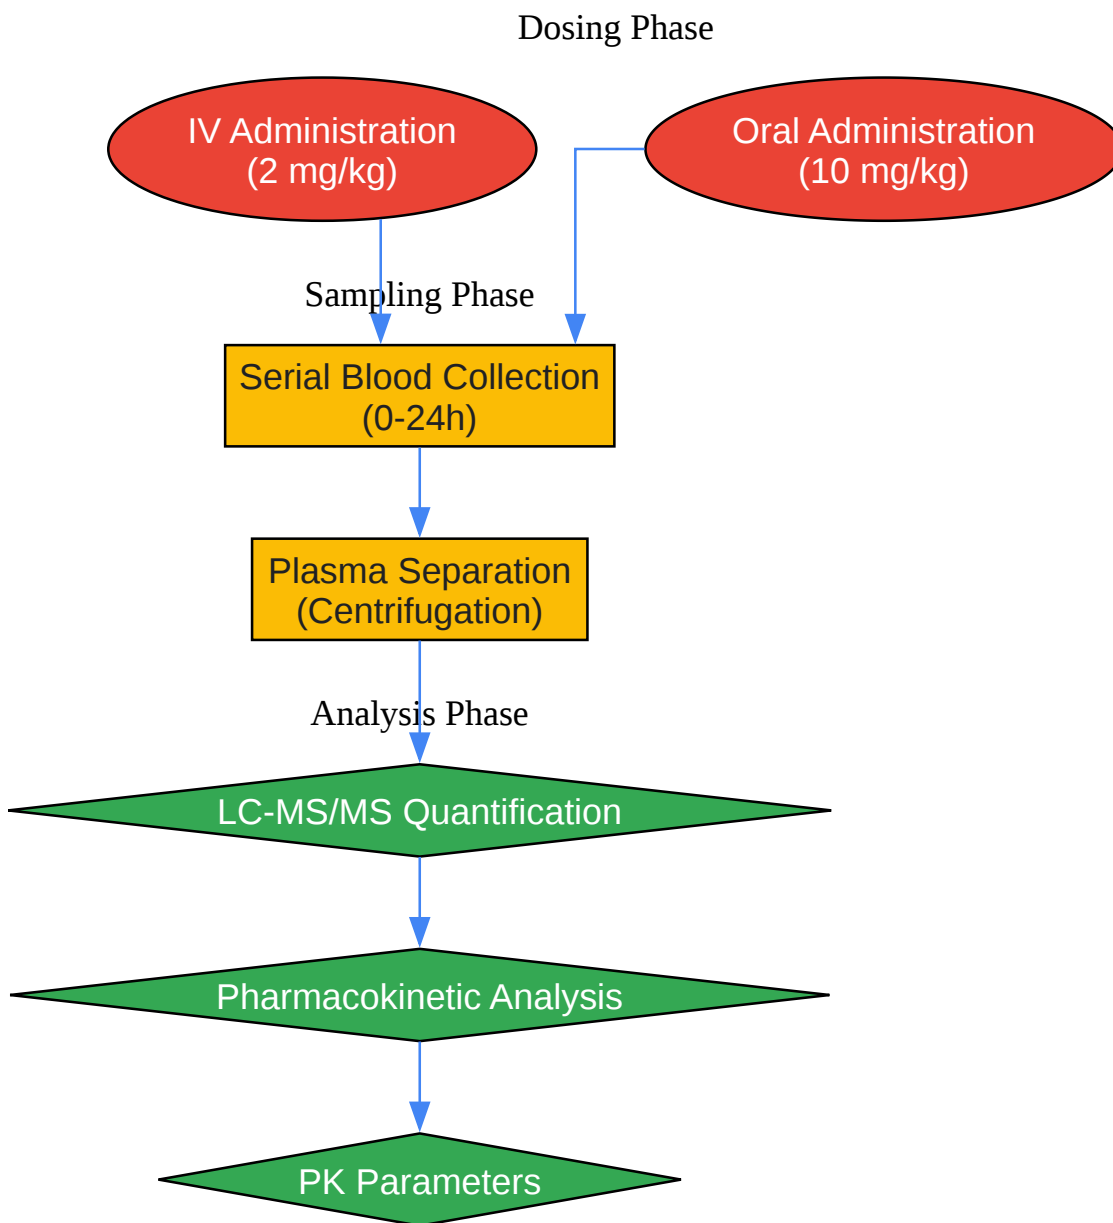 Dosing Phase
IV Administration
(2 mg/kg)
Oral Administration
(10 mg/kg)
Sampling Phase
Serial Blood Collection
(0-24h)
Plasma Separation
(Centrifugation)
Analysis Phase
LC-MS/MS Quantification
Pharmacokinetic Analysis
PK Parameters